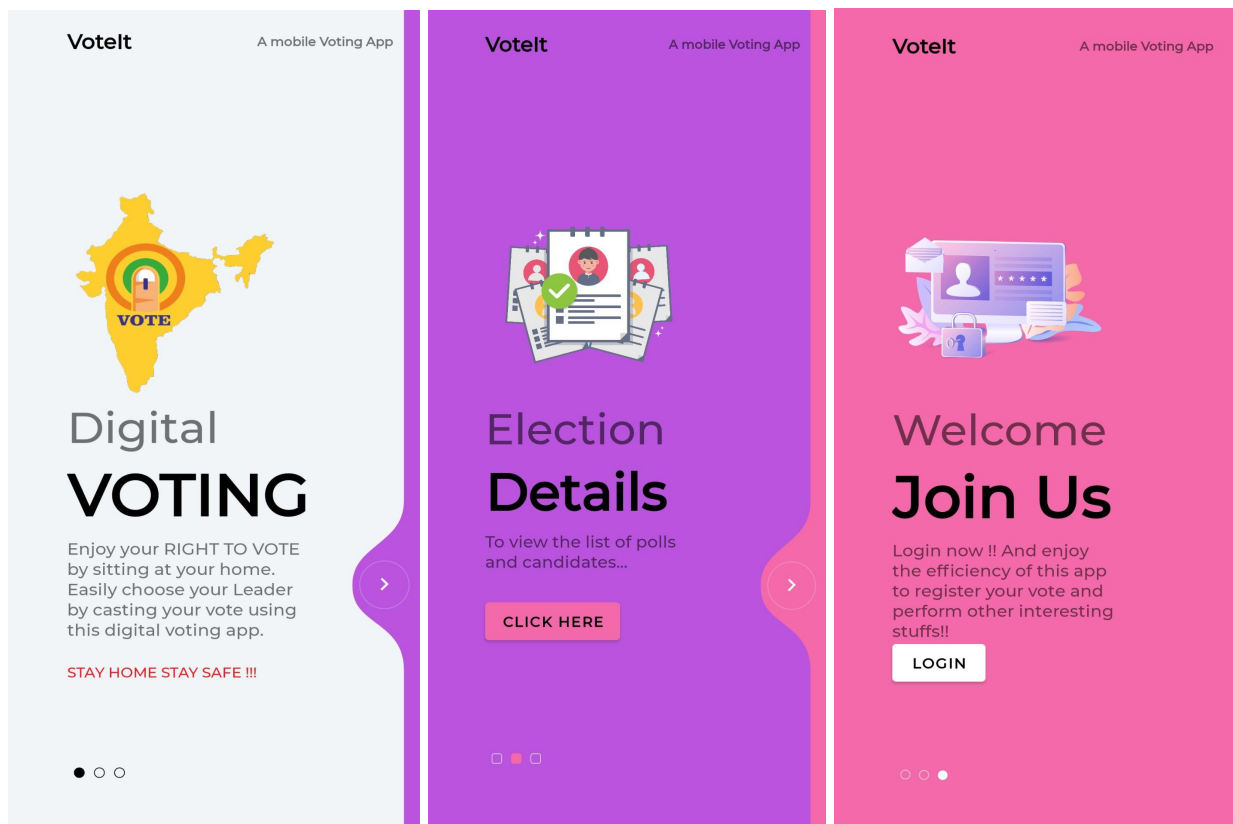 VoteIt
A mobile Voting App
VOTE
Digital
VOTING
Enjoy your RIGHT TO VOTE
by sitting at your home.
Easily choose your Leader
by casting your vote using
this digital voting app.
STAY HOME STAY SAFE !!!
VoteIt
A mobile Voting App
Election
Details
To view the list of polls
and candidates...
CLICK HERE
VoteIt
A mobile Voting App
Welcome
Join Us
Login now !! And enjoy
the efficiency of this app
to register your vote and
perform other interesting
stuffs!!
LOGIN